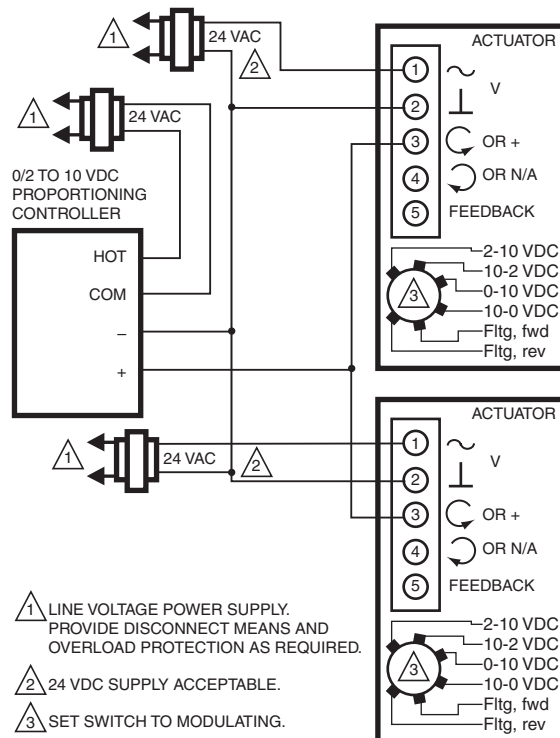 1
24 VAC
2
ACTUATOR
1
V
2
1
24 VAC
3
OR +
4
OR N/A
5
FEEDBACK
0/2 TO 10 VDC
PROPORTIONING
CONTROLLER
HOT
COM
–
+
2-10 VDC
10-2 VDC
0-10 VDC
10-0 VDC
Fltg, fwd
Fltg, rev
3
1
24 VAC
2
ACTUATOR
1
V
2
3
OR +
4
OR N/A
5
FEEDBACK
2-10 VDC
10-2 VDC
0-10 VDC
10-0 VDC
Fltg, fwd
Fltg, rev
3
1 LINE VOLTAGE POWER SUPPLY.
PROVIDE DISCONNECT MEANS AND
OVERLOAD PROTECTION AS REQUIRED.
2 24 VDC SUPPLY ACCEPTABLE.
3 SET SWITCH TO MODULATING.